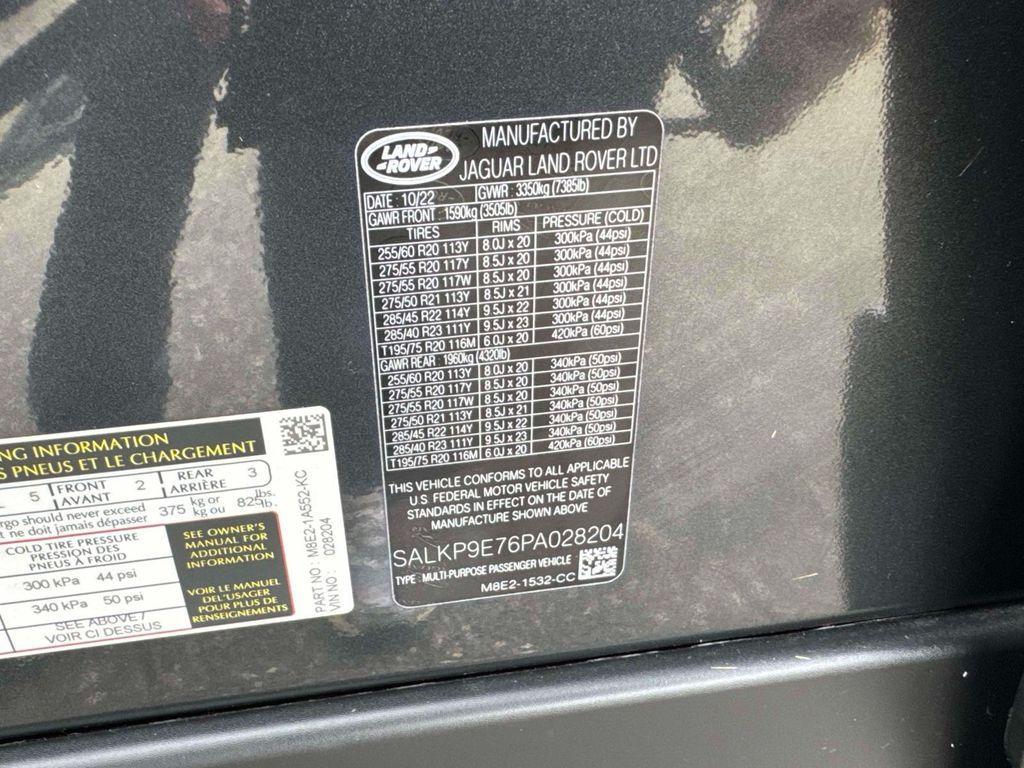 LAND-
-ROVER
MANUFACTURED BY
JAGUAR LAND ROVER LTD
DATE : 10/22 GVWR : 3350kg (7385lb)
GAWR FRONT : 1590kg (3505lb)
TIRES RIMS PRESSURE (COLD)
255/60 R20 113Y 8.0J x 20 300kPa (44psi)
275/55 R20 117Y 8.5J x 20 300kPa (44psi)
275/55 R20 117W 8.5J x 20 300kPa (44psi)
275/50 R21 113Y 8.5J x 21 300kPa (44psi)
285/45 R22 114Y 9.5J x 22 300kPa (44psi)
285/40 R23 111Y 9.5J x 23 300kPa (44psi)
T195/75 R20 116M 6.0J x 20 420kPa (60psi)
GAWR REAR : 1960kg (4320lb)
255/60 R20 113Y 8.0J x 20 340kPa (50psi)
275/55 R20 117Y 8.5J x 20 340kPa (50psi)
275/55 R20 117W 8.5J x 20 340kPa (50psi)
275/50 R21 113Y 8.5J x 21 340kPa (50psi)
285/45 R22 114Y 9.5J x 22 340kPa (50psi)
285/40 R23 111Y 9.5J x 23 340kPa (50psi)
T195/75 R20 116M 6.0J x 20 420kPa (60psi)
THIS VEHICLE CONFORMS TO ALL APPLICABLE
U.S. FEDERAL MOTOR VEHICLE SAFETY
STANDARDS IN EFFECT ON THE DATE OF
MANUFACTURE SHOWN ABOVE
SALKP9E76PA028204
TYPE : MULTI-PURPOSE PASSENGER VEHICLE
M8E2-1532-CC
NG INFORMATION
S PNEUS ET LE CHARGEMENT
5 FRONT 2 REAR 3
AVANT ARRIÈRE
rgo should never exceed 375 kg or 825 lbs.
t ne doit jamais dépasser kg ou lb.
COLD TIRE PRESSURE
PRESSION DES
PNEUS À FROID
300 kPa 44 psi
340 kPa 50 psi
SEE ABOVE /
VOIR CI DESSUS
SEE OWNER'S
MANUAL FOR
ADDITIONAL
INFORMATION
VOIR LE MANUEL
DEL'USAGER
POUR PLUS DE
RENSEIGNEMENTS
PART NO : M8E2-1A552-KC
VIN NO : 028204